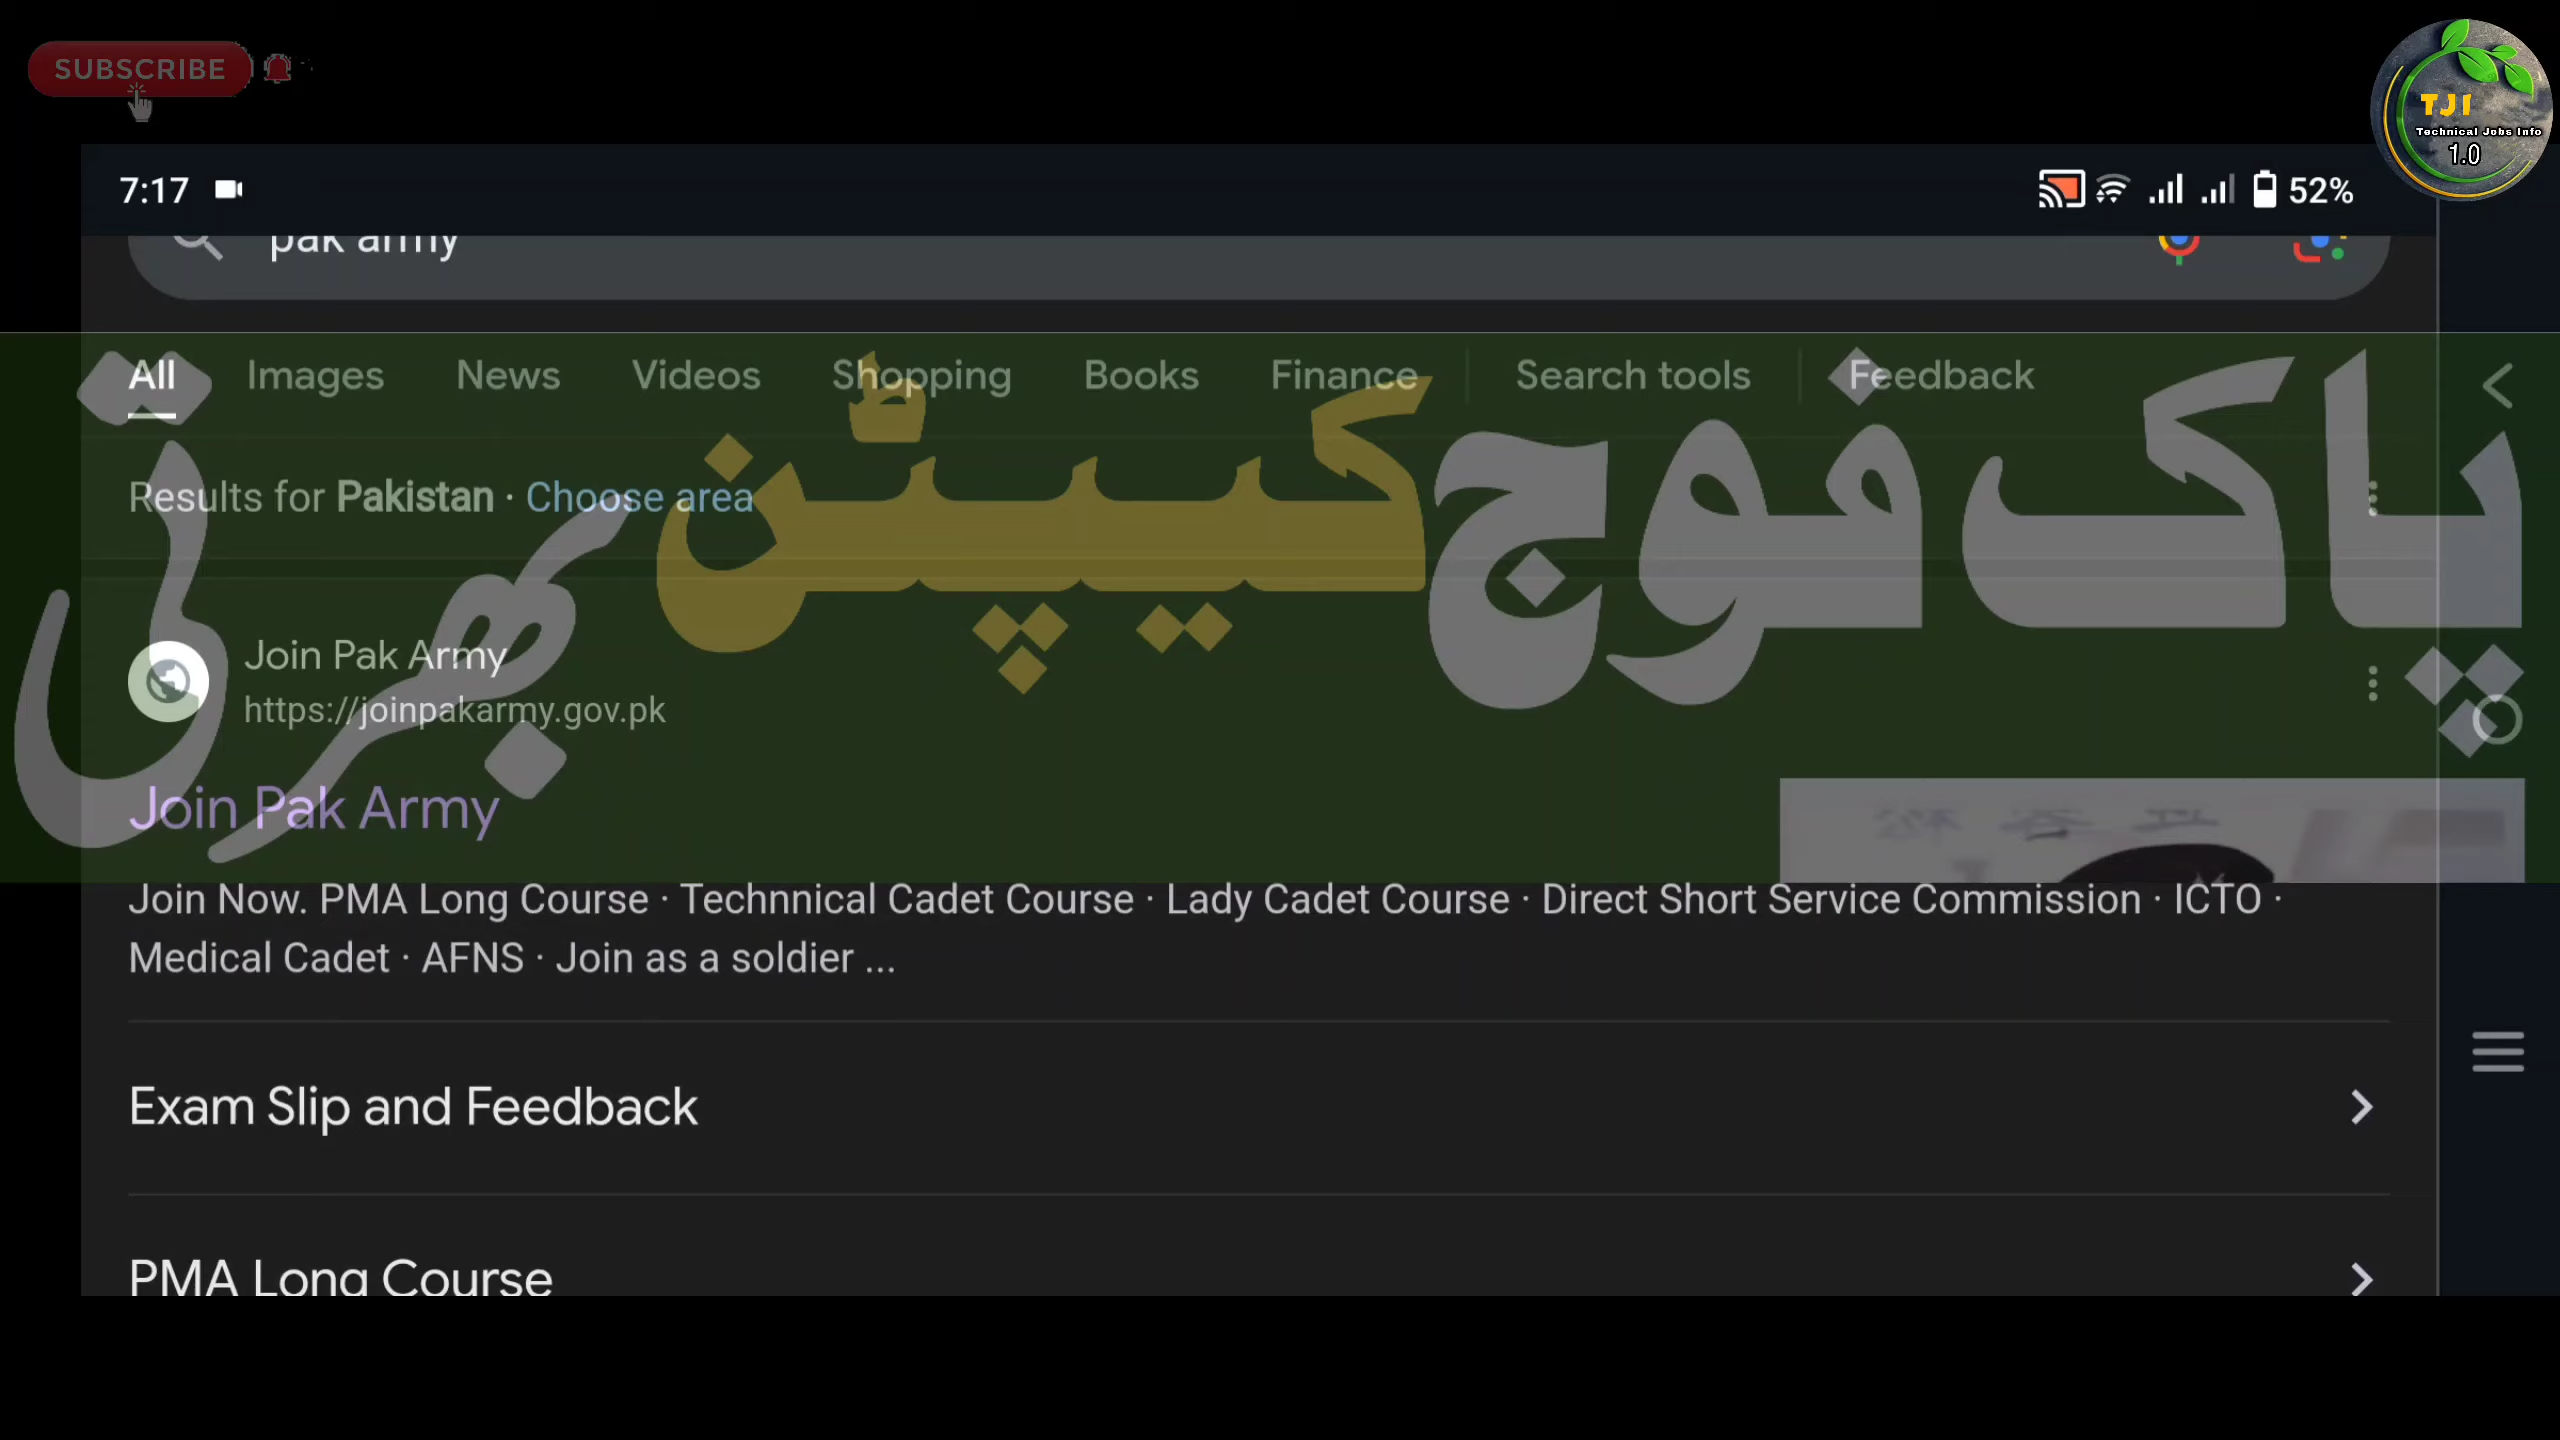 SUBSCRIBE
TJI
Technical Jobs Info
1.0
7:17
52%
pak army
All Images News Videos Shopping Books Finance Search tools Feedback
پاک فوج کیپٹن بھرتی
Results for Pakistan · Choose area
Join Pak Army
https://joinpakarmy.gov.pk
Join Pak Army
Join Now. PMA Long Course · Technnical Cadet Course · Lady Cadet Course · Direct Short Service Commission · ICTO ·
Medical Cadet · AFNS · Join as a soldier ...
Exam Slip and Feedback
PMA Long Course